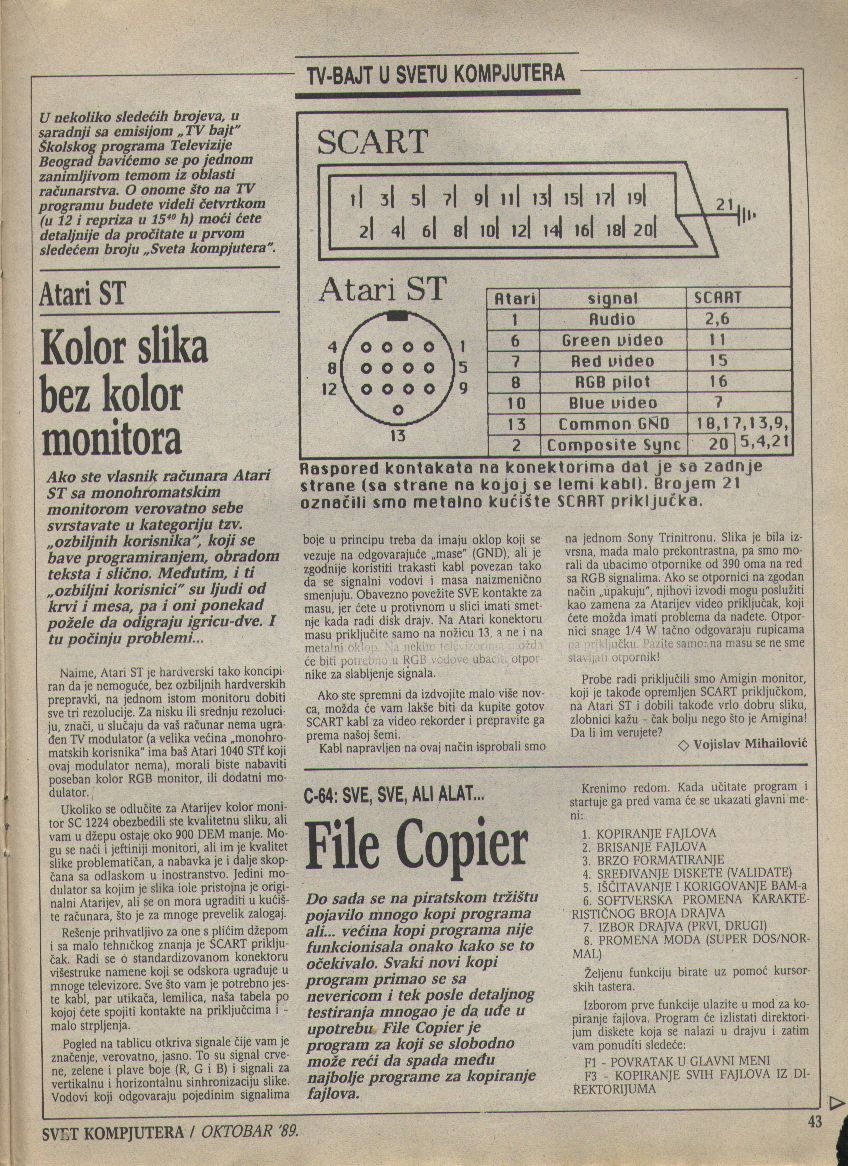 TV-BAJT U SVETU KOMPJUTERA
U nekoliko sledećih brojeva, u
saradnji sa emisijom „TV bajt”
Školskog programa Televizije
Beograd bavićemo se po jednom
zanimljivom temom iz oblasti
računarstva. O onome što na TV
programu budete videli četvrtkom
(u 12 i repriza u 15⁴⁰ h) moći ćete
detaljnije da pročitate u prvom
sledećem broju „Sveta kompjutera”.
Atari ST
Kolor slika
bez kolor
monitora
Ako ste vlasnik računara Atari
ST sa monohromatskim
monitorom verovatno sebe
svrstavate u kategoriju tzv.
„ozbiljnih korisnika”, koji se
bave programiranjem, obradom
teksta i slično. Međutim, i ti
„ozbiljni korisnici” su ljudi od
krvi i mesa, pa i oni ponekad
požele da odigraju igricu-dve. I
tu počinju problemi...
Naime, Atari ST je hardverski tako koncipi-
ran da je nemoguće, bez ozbiljnih hardverskih
prepravki, na jednom istom monitoru dobiti
sve tri rezolucije. Za nisku ili srednju rezoluci-
ju, znači, u slučaju da vaš računar nema ugra-
đen TV modulator (a velika većina „monohro-
matskih korisnika” ima baš Atari 1040 STf koji
ovaj modulator nema), morali biste nabaviti
poseban kolor RGB monitor, ili dodatni mo-
dulator.
Ukoliko se odlučite za Atarijev kolor moni-
tor SC 1224 obezbedili ste kvalitetnu sliku, ali
vam u džepu ostaje oko 900 DEM manje. Mo-
gu se naći i jeftiniji monitori, ali im je kvalitet
slike problematičan, a nabavka je i dalje skop-
čana sa odlaskom u inostranstvo. Jedini mo-
dulator sa kojim je slika iole pristojna je origi-
nalni Atarijev, ali se on mora ugraditi u kućiš-
te računara, što je za mnoge prevelik zalogaj.
Rešenje prihvatljivo za one s plićim džepom
i sa malo tehničkog znanja je SCART priklju-
čak. Radi se o standardizovanom konektoru
višestruke namene koji se odskora ugrađuje u
mnoge televizore. Sve što vam je potrebno jes-
te kabl, par utikača, lemilica, naša tabela po
kojoj ćete spojiti kontakte na priključcima i –
malo strpljenja.
Pogled na tablicu otkriva signale čije vam je
značenje, verovatno, jasno. To su signal crve-
ne, zelene i plave boje (R, G i B) i signali za
vertikalnu i horizontalnu sinhronizaciju slike.
Vodovi koji odgovaraju pojedinim signalima
SCART
1 3 5 7 9 11 13 15 17 19
2 4 6 8 10 12 14 16 18 20
21
Atari ST
4 1
8 5
12 9
13
Atari signal SCART
1 Audio 2,6
6 Green video 11
7 Red video 15
8 RGB pilot 16
10 Blue video 7
13 Common GND 18,17,13,9,
2 Composite Sync 20 5,4,21
Raspored kontakata na konektorima dat je sa zadnje
strane (sa strane na kojoj se lemi kabl). Brojem 21
označili smo metalno kućište SCART priključka.
boje u principu treba da imaju oklop koji se
vezuje na odgovarajuće „mase” (GND), ali je
zgodnije koristiti trakasti kabl povezan tako
da se signalni vodovi i masa naizmenično
smenjuju. Obavezno povežite SVE kontakte za
masu, jer ćete u protivnom u slici imati smet-
nje kada radi disk drajv. Na Atari konektoru
masu priključite samo na nožicu 13, a ne i na
metalni oklop. Na nekim televizorima možda
će biti potrebno u RGB vodove ubaciti otpor-
nike za slabljenje signala.
Ako ste spremni da izdvojite malo više nov-
ca, možda će vam lakše biti da kupite gotov
SCART kabl za video rekorder i prepravite ga
prema našoj šemi.
Kabl napravljen na ovaj način isprobali smo
na jednom Sony Trinitronu. Slika je bila iz-
vrsna, mada malo prekontrastna, pa smo mo-
rali da ubacimo otpornike od 390 oma na red
sa RGB signalima. Ako se otpornici na zgodan
način „upakuju”, njihovi izvodi mogu poslužiti
kao zamena za Atarijev video priključak, koji
ćete možda imati problema da nađete. Otpor-
nici snage 1/4 W tačno odgovaraju rupicama
na priključku. Pazite samo: na masu se ne sme
stavljati otpornik!
Probe radi priključili smo Amigin monitor,
koji je takođe opremljen SCART priključkom,
na Atari ST i dobili takođe vrlo dobru sliku,
zlobnici kažu – čak bolju nego što je Amigina!
Da li im verujete?
◇ Vojislav Mihailović
C-64: SVE, SVE, ALI ALAT...
File Copier
Do sada se na piratskom tržištu
pojavilo mnogo kopi programa
ali... većina kopi programa nije
funkcionisala onako kako se to
očekivalo. Svaki novi kopi
program primao se sa
nevericom i tek posle detaljnog
testiranja mnogao je da uđe u
upotrebu. File Copier je
program za koji se slobodno
može reći da spada među
najbolje programe za kopiranje
fajlova.
Krenimo redom. Kada učitate program i
startuje ga pred vama će se ukazati glavni me-
ni:
1. KOPIRANJE FAJLOVA
2. BRISANJE FAJLOVA
3. BRZO FORMATIRANJE
4. SREĐIVANJE DISKETE (VALIDATE)
5. IŠČITAVANJE I KORIGOVANJE BAM-a
6. SOFTVERSKA PROMENA KARAKTE-
RISTIČNOG BROJA DRAJVA
7. IZBOR DRAJVA (PRVI, DRUGI)
8. PROMENA MODA (SUPER DOS/NOR-
MAL)
Željenu funkciju birate uz pomoć kursor-
skih tastera.
Izborom prve funkcije ulazite u mod za ko-
piranje fajlova. Program će izlistati direktori-
jum diskete koja se nalazi u drajvu i zatim
vam ponuditi sledeće:
F1 - POVRATAK U GLAVNI MENI
F3 - KOPIRANJE SVIH FAJLOVA IZ DI-
REKTORIJUMA
SVET KOMPJUTERA / OKTOBAR '89.
43